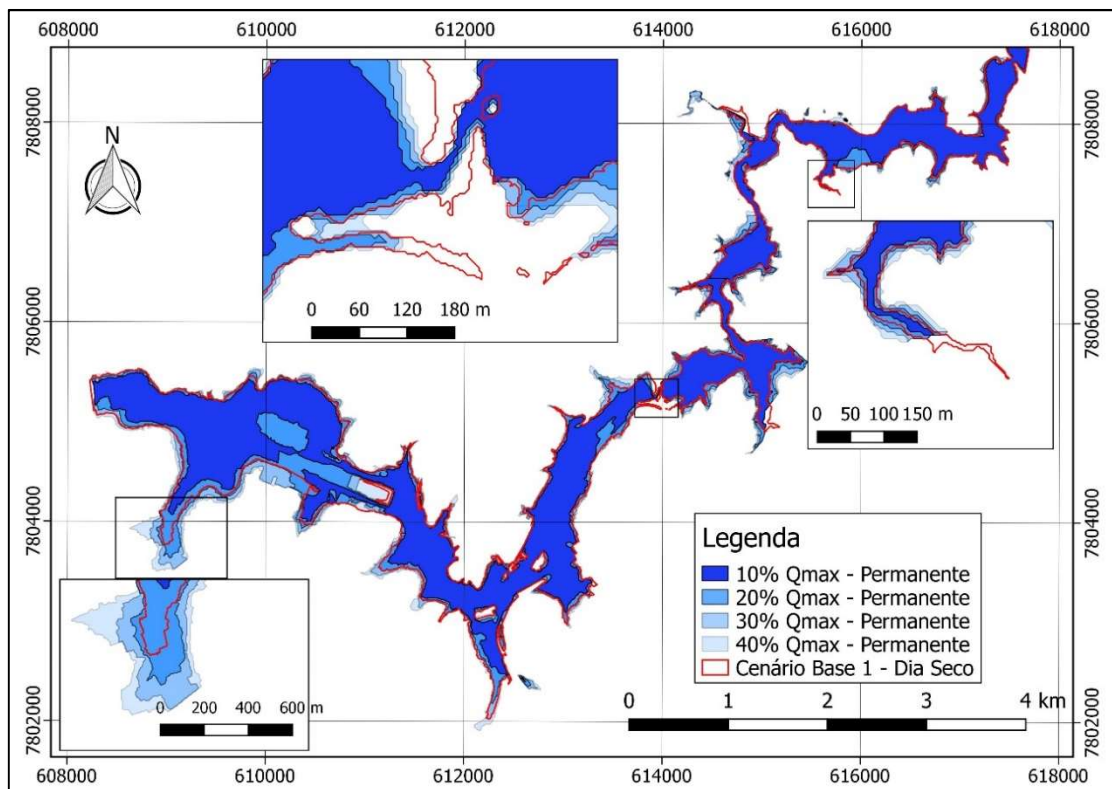 608000 610000 612000 614000 616000 618000
7808000
7806000
7804000
7802000
7808000
7806000
7804000
7802000
N
0 60 120 180 m
0 50 100 150 m
0 200 400 600 m
Legenda
10% Qmax - Permanente
20% Qmax - Permanente
30% Qmax - Permanente
40% Qmax - Permanente
Cenário Base 1 - Dia Seco
0 1 2 3 4 km
608000 610000 612000 614000 616000 618000